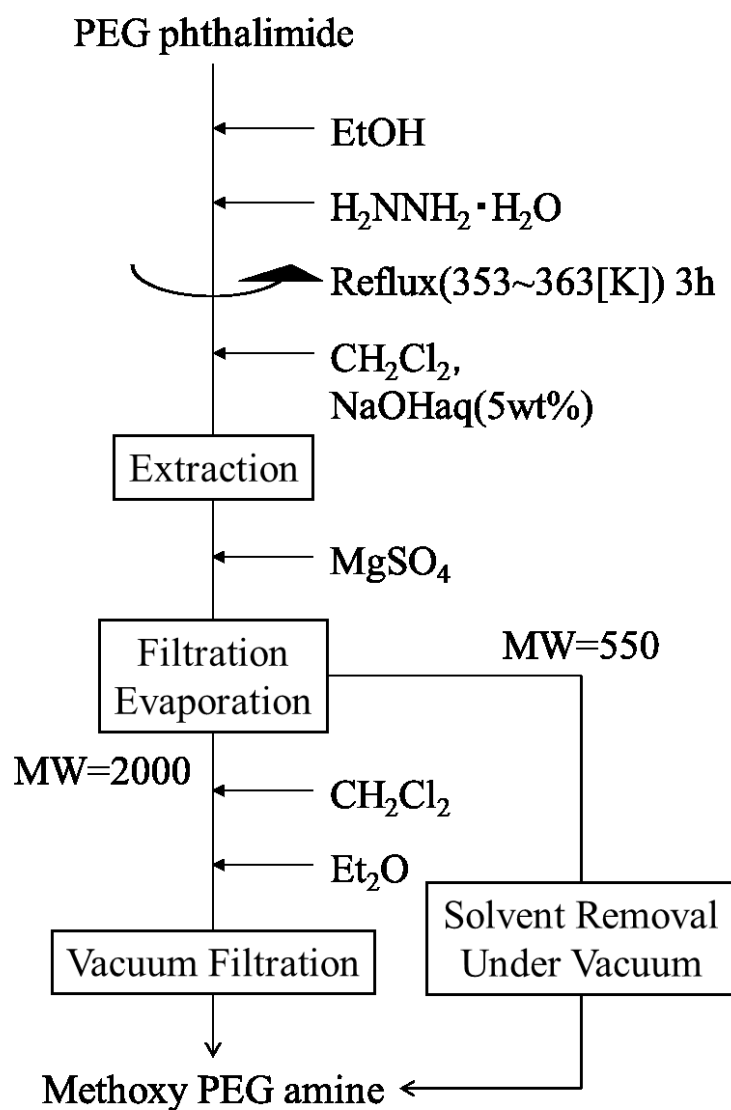 PEG phthalimide
EtOH
H₂NNH₂・H₂O
Reflux(353~363[K]) 3h
CH₂Cl₂,
NaOHaq(5wt%)
Extraction
MgSO₄
Filtration
Evaporation
MW=550
MW=2000
CH₂Cl₂
Et₂O
Solvent Removal
Under Vacuum
Vacuum Filtration
Methoxy PEG amine